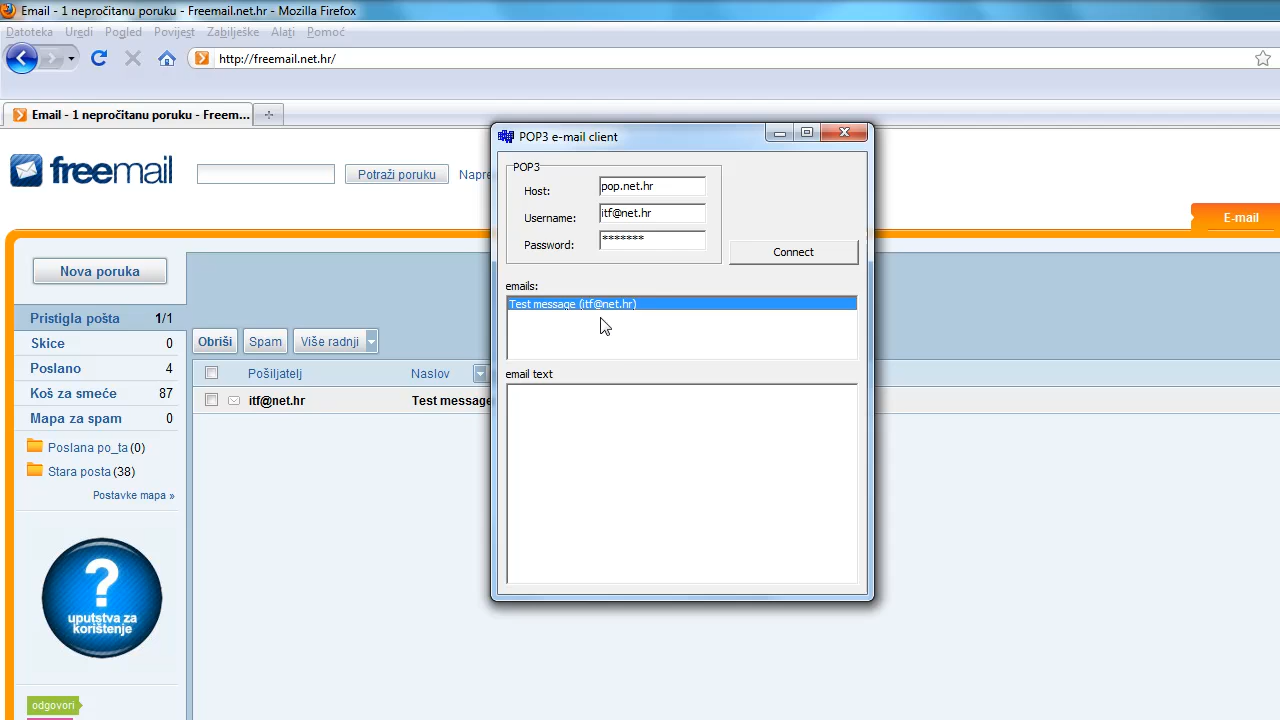 Email - 1 nepročitanu poruku - Freemail.net.hr - Mozilla Firefox
Datoteka Uredi Pogled Povijest Zabilješke Alati Pomoć
http://freemail.net.hr/
Email - 1 nepročitanu poruku - Freem...
freemail
Potraži poruku
Napre
E-mail
Nova poruka
Pristigla pošta 1/1
Skice 0
Poslano 4
Koš za smeće 87
Mapa za spam 0
Poslana po_ta (0)
Stara posta (38)
Postavke mapa »
?
uputstva za
korištenje
odgovori
Obriši Spam Više radnji
Pošiljatelj Naslov
itf@net.hr Test message
POP3 e-mail client
POP3
Host: pop.net.hr
Username: itf@net.hr
Password: *******
Connect
emails:
Test message (itf@net.hr)
email text